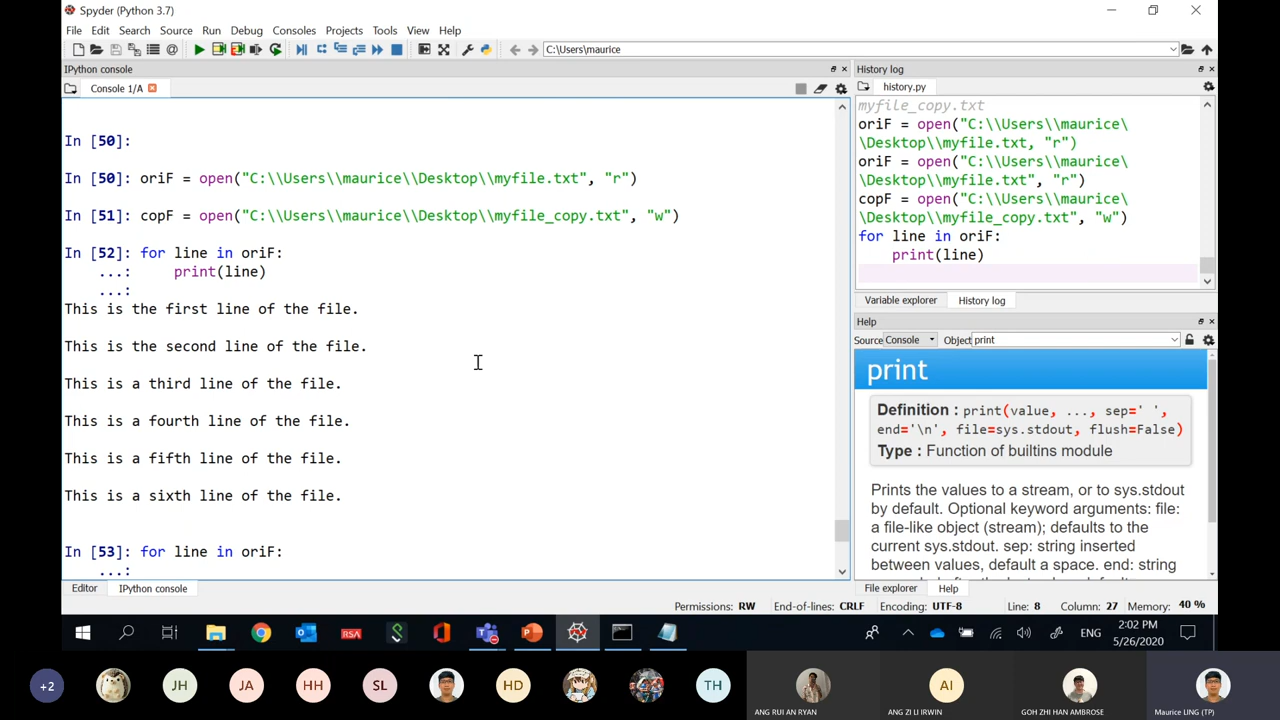 Spyder (Python 3.7)
File Edit Search Source Run Debug Consoles Projects Tools View Help
C:\Users\maurice
IPython console
Console 1/A
In [50]:
In [50]: oriF = open("C:\\Users\\maurice\\Desktop\\myfile.txt", "r")
In [51]: copF = open("C:\\Users\\maurice\\Desktop\\myfile_copy.txt", "w")
In [52]: for line in oriF:
...: print(line)
...:
This is the first line of the file.
This is the second line of the file.
This is a third line of the file.
This is a fourth line of the file.
This is a fifth line of the file.
This is a sixth line of the file.
In [53]: for line in oriF:
...:
Editor IPython console
History log
history.py
myfile_copy.txt
oriF = open("C:\\Users\\maurice\
\Desktop\\myfile.txt, "r")
oriF = open("C:\\Users\\maurice\
\Desktop\\myfile.txt", "r")
copF = open("C:\\Users\\maurice\
\Desktop\\myfile_copy.txt", "w")
for line in oriF:
print(line)
Variable explorer History log
Help
Source Console Object print
print
Definition : print(value, ..., sep=' ',
end='\n', file=sys.stdout, flush=False)
Type : Function of builtins module
Prints the values to a stream, or to sys.stdout
by default. Optional keyword arguments: file:
a file-like object (stream); defaults to the
current sys.stdout. sep: string inserted
between values, default a space. end: string
File explorer Help
Permissions: RW End-of-lines: CRLF Encoding: UTF-8 Line: 8 Column: 27 Memory: 40 %
RSA
S
ENG
2:02 PM
5/26/2020
+2 JH JA HH SL HD TH AI
ANG RUI AN RYAN ANG ZI LI IRWIN GOH ZHI HAN AMBROSE Maurice LING (TP)